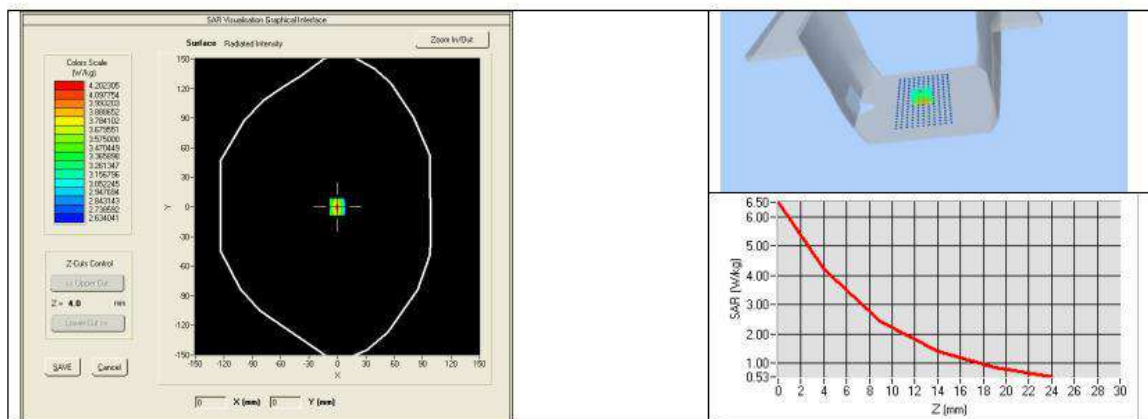 SAR Visualisation Graphical Interface
Surface Radiated Intensity
Zoom In/Out
Colors Scale
(W/kg)
4.202305
4.097754
3.993203
3.888652
3.784102
3.679551
3.575000
3.470449
3.365898
3.261347
3.156796
3.052245
2.947694
2.843143
2.738592
2.634041
Z-Cuts Control
<< Upper Cut
Z = 4.0 mm
Lower Cut >>
SAVE Cancel
150
120
90
60
30
0
-30
-60
-90
-120
-150
Y
-150 -120 -90 -60 -30 0 30 60 90 120 150
X
0 X (mm) 0 Y (mm)
6.50
6.00
5.00
4.00
3.00
2.00
1.00
0.53
SAR (W/kg)
0 2 4 6 8 10 12 14 16 18 20 22 24 26 28 30
Z (mm)